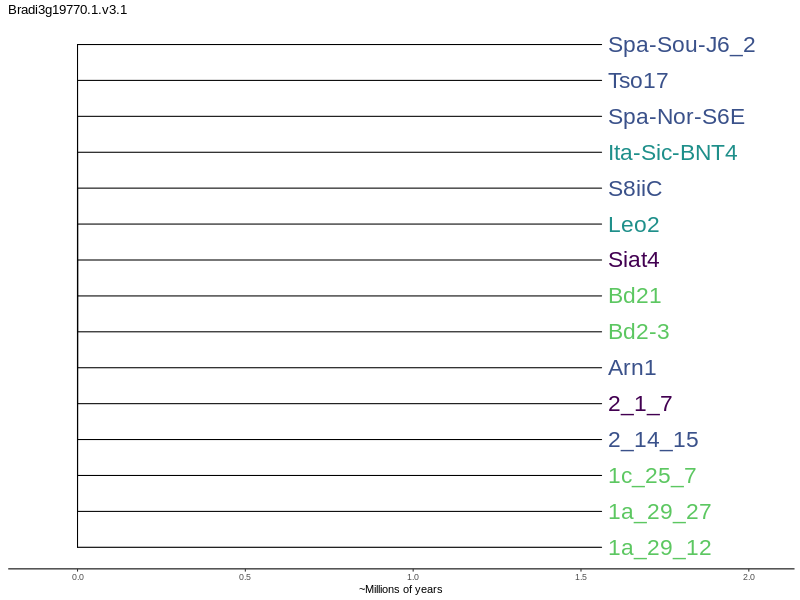 Bradi3g19770.1.v3.1
Spa-Sou-J6_2
Tso17
Spa-Nor-S6E
Ita-Sic-BNT4
S8iiC
Leo2
Siat4
Bd21
Bd2-3
Arn1
2_1_7
2_14_15
1c_25_7
1a_29_27
1a_29_12
0.0 0.5 1.0 1.5 2.0
~Millions of years